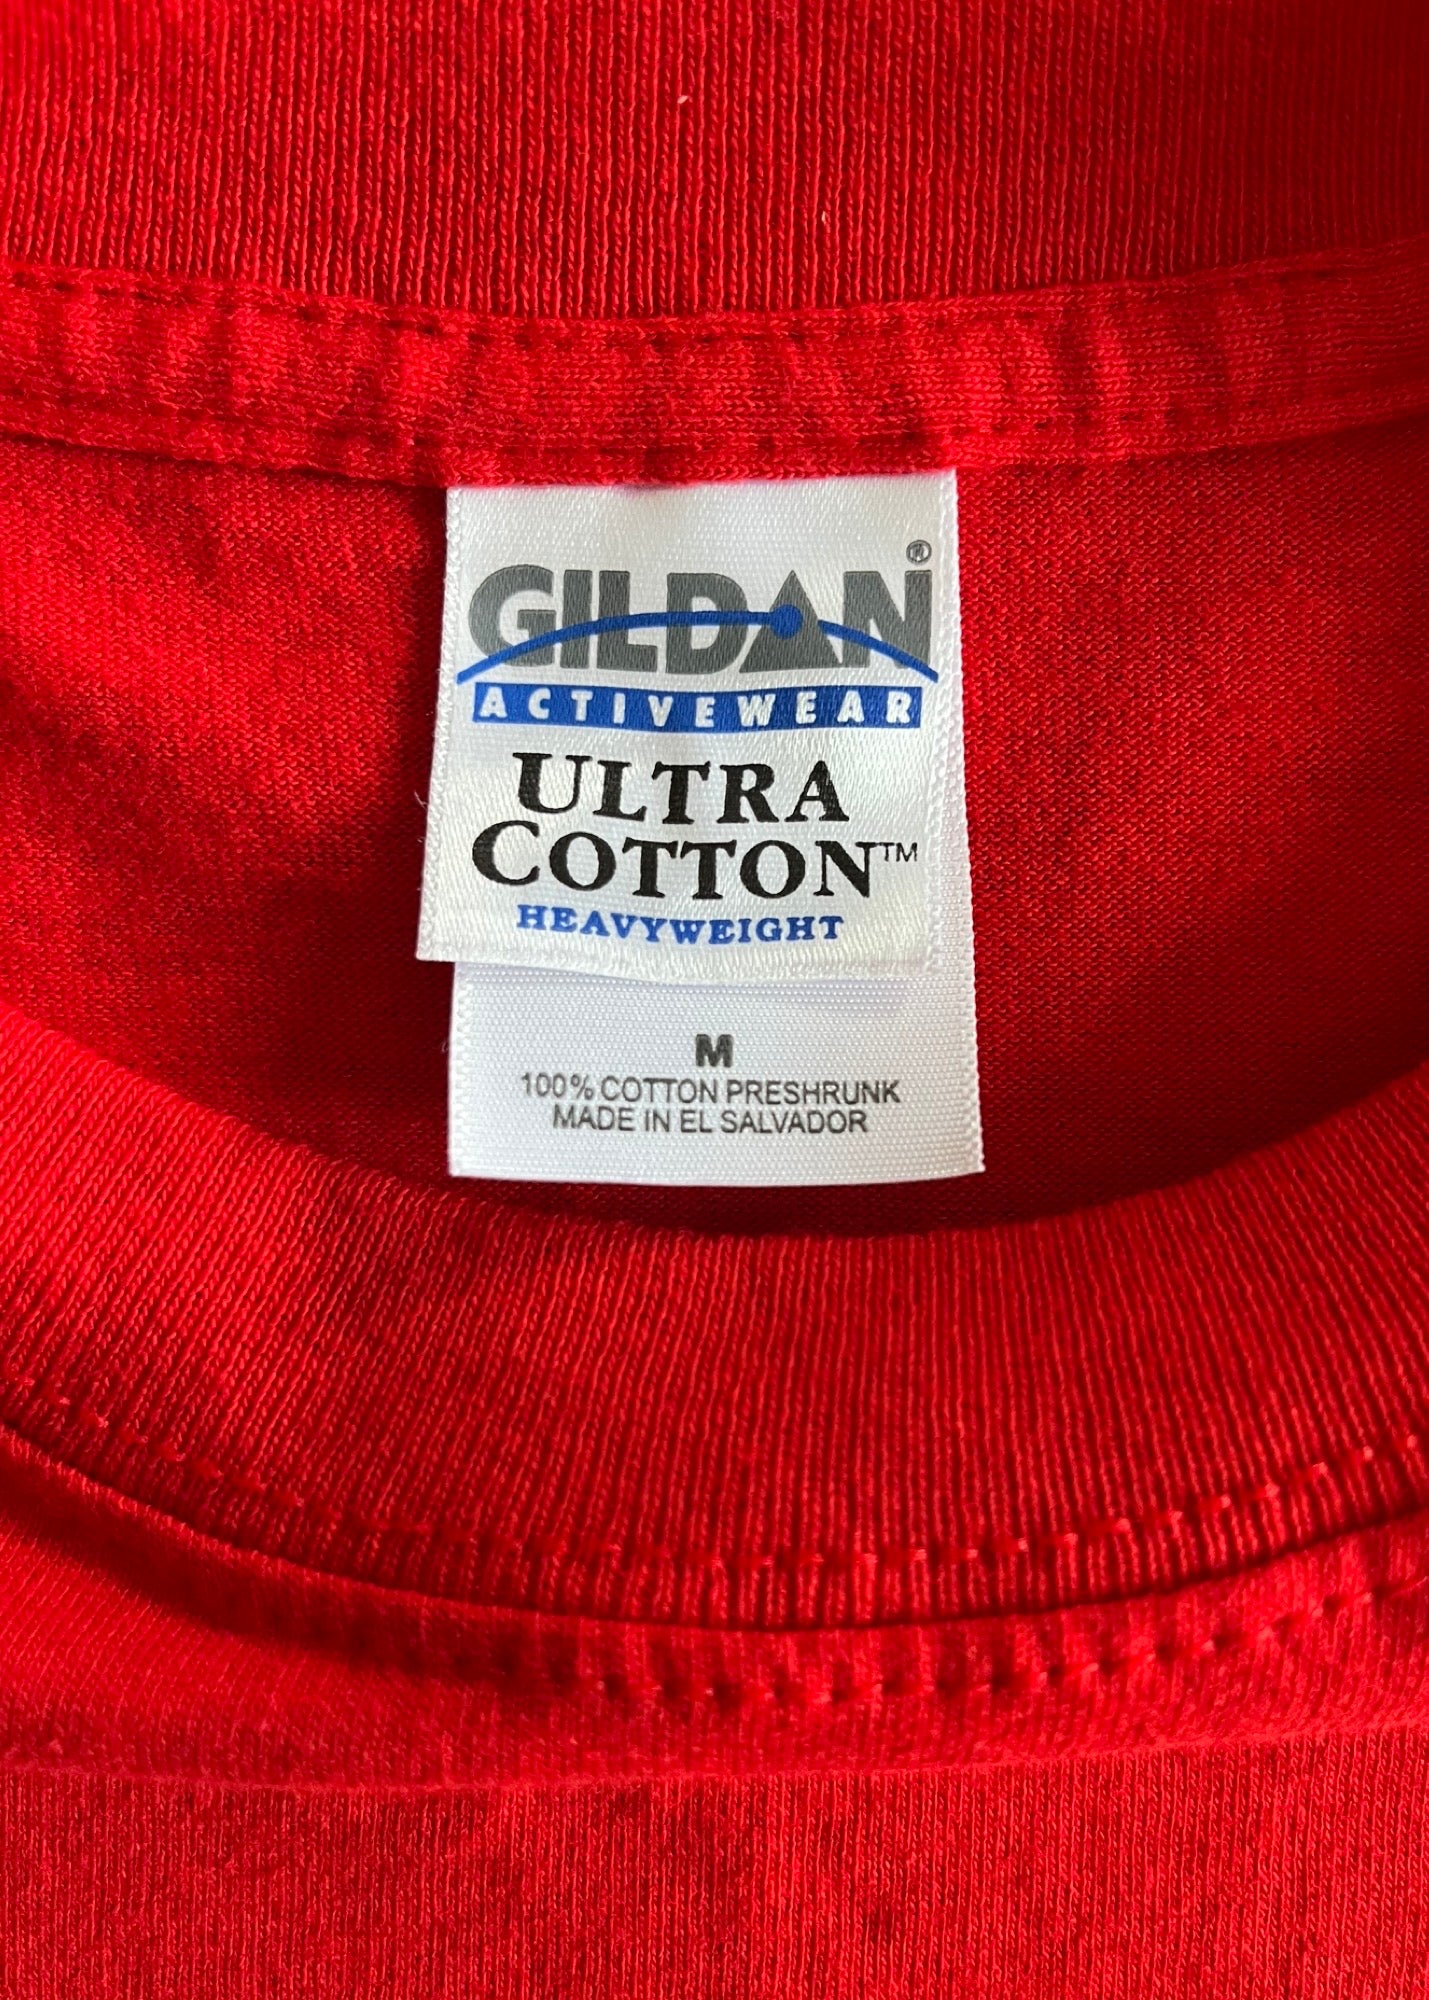 GILDAN®
ACTIVEWEAR
ULTRA
COTTON™
HEAVYWEIGHT
M
100% COTTON PRESHRUNK
MADE IN EL SALVADOR